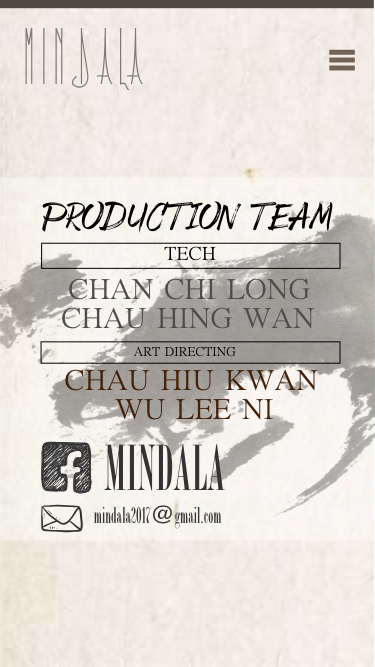 MINDALA
PRODUCTION TEAM
TECH
CHAN CHI LONG
CHAU HING WAN
ART DIRECTING
CHAU HIU KWAN
WU LEE NI
MINDALA
mindala2017@gmail.com